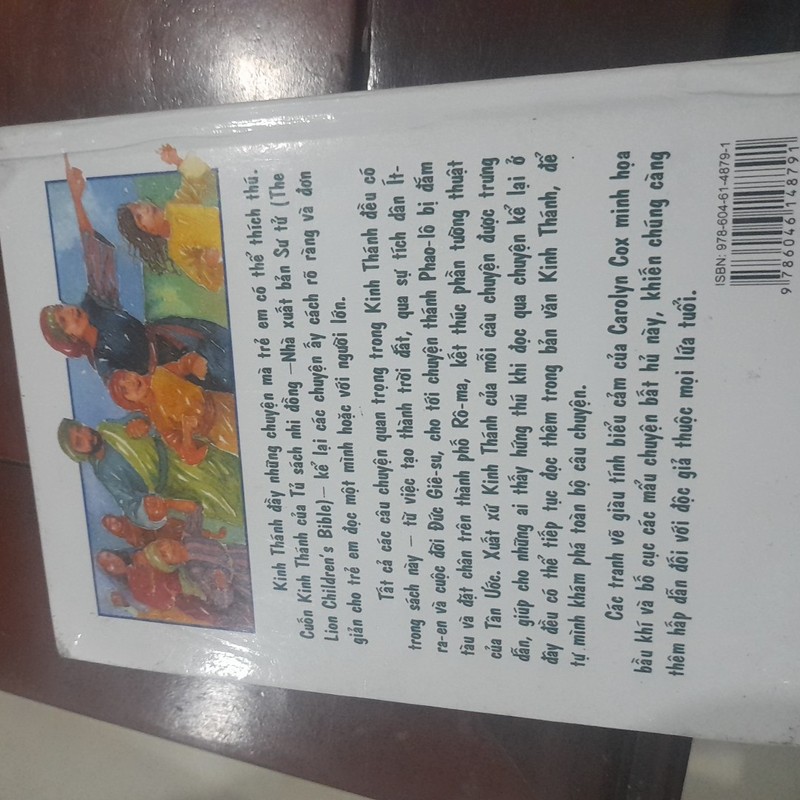 Kinh Thánh đầy những chuyện mà trẻ em có thể thích thú.
Cuốn Kinh Thánh của Tủ sách nhi đồng –Nhà xuất bản Sư tử (The
Lion Children's Bible)– kể lại các chuyện ấy cách rõ ràng và đơn
giản cho trẻ em đọc một mình hoặc với người lớn.
Tất cả các câu chuyện quan trọng trong Kinh Thánh đều có
trong sách này – từ việc tạo thành trời đất, qua sự tích dân Ít-
ra-en và cuộc đời Đức Giê-su, cho tới chuyện thánh Phao-lô bị đắm
tàu và đặt chân trên thành phố Rô-ma, kết thúc phần tường thuật
của Tân Ước. Xuất xứ Kinh Thánh của mỗi câu chuyện được trưng
dẫn, giúp cho những ai thấy hứng thú khi đọc qua chuyện kể lại ở
đây đều có thể tiếp tục đọc thêm trong bản văn Kinh Thánh, để
tự mình khám phá toàn bộ câu chuyện.
Các tranh vẽ giàu tính biểu cảm của Carolyn Cox minh họa
bầu khí và bố cục các mẩu chuyện bất hủ này, khiến chúng càng
thêm hấp dẫn đối với độc giả thuộc mọi lứa tuổi.
ISBN: 978-604-61-4879-1
9 786046 148791